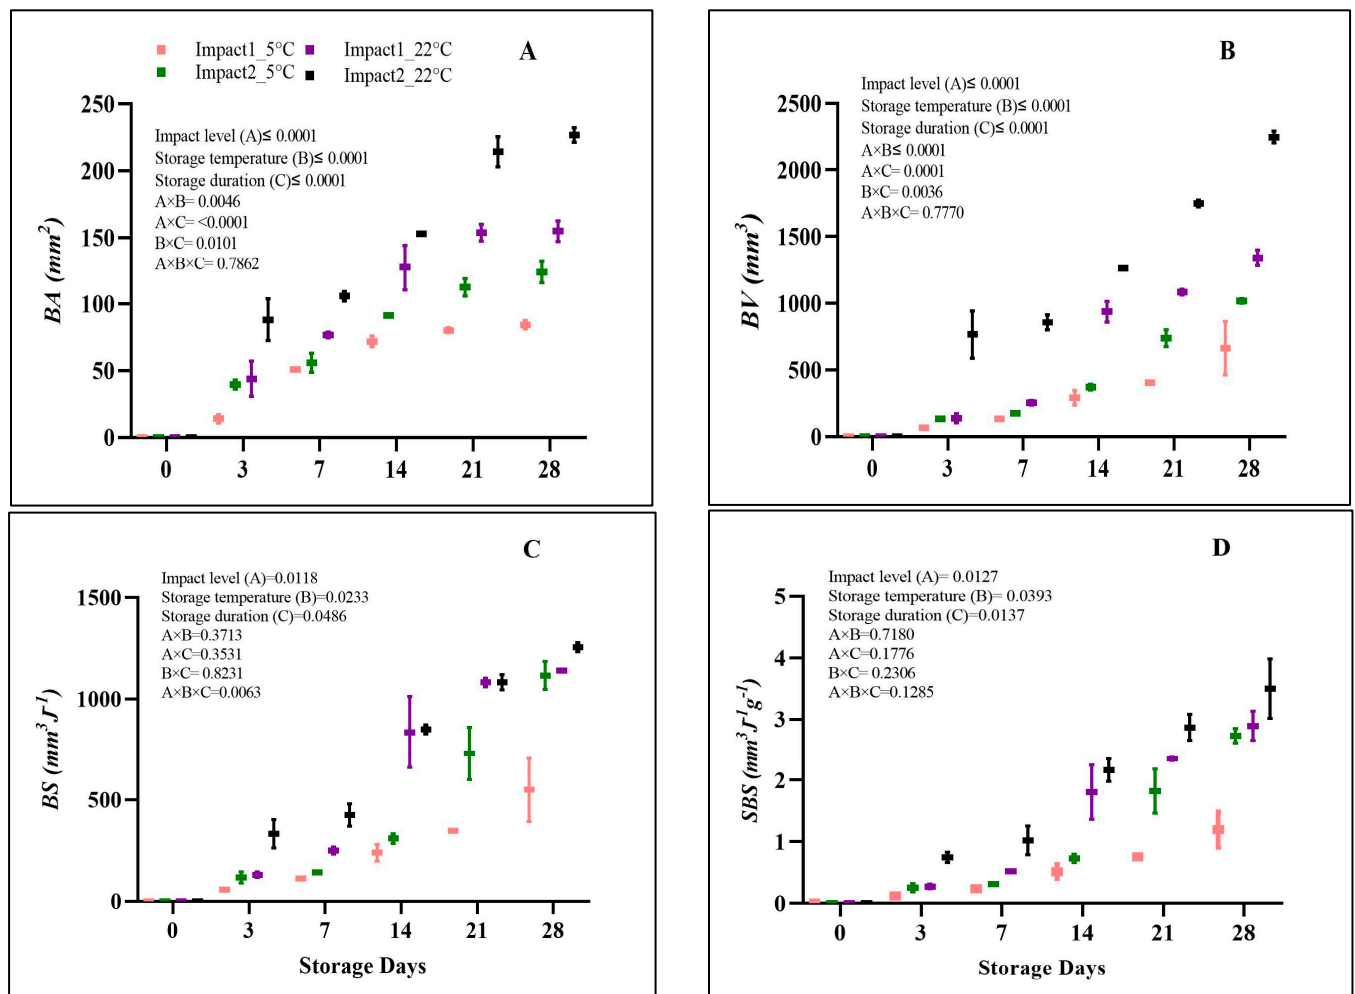 Impact1_5°C Impact1_22°C
Impact2_5°C Impact2_22°C
A
BA (mm²)
250
200
150
100
50
0
Impact level (A)≤ 0.0001
Storage temperature (B)≤ 0.0001
Storage duration (C)≤ 0.0001
A×B= 0.0046
A×C= <0.0001
B×C= 0.0101
A×B×C= 0.7862
0 3 7 14 21 28
B
BV (mm³)
2500
2000
1500
1000
500
0
Impact level (A)≤ 0.0001
Storage temperature (B)≤ 0.0001
Storage duration (C)≤ 0.0001
A×B≤ 0.0001
A×C= 0.0001
B×C= 0.0036
A×B×C= 0.7770
0 3 7 14 21 28
C
BS (mm³J⁻¹)
1500
1000
500
0
Impact level (A)=0.0118
Storage temperature (B)=0.0233
Storage duration (C)=0.0486
A×B=0.3713
A×C=0.3531
B×C= 0.8231
A×B×C=0.0063
0 3 7 14 21 28
Storage Days
D
SBS (mm³J⁻¹g⁻¹)
5
4
3
2
1
0
Impact level (A)= 0.0127
Storage temperature (B)= 0.0393
Storage duration (C)=0.0137
A×B=0.7180
A×C=0.1776
B×C= 0.2306
A×B×C=0.1285
0 3 7 14 21 28
Storage Days